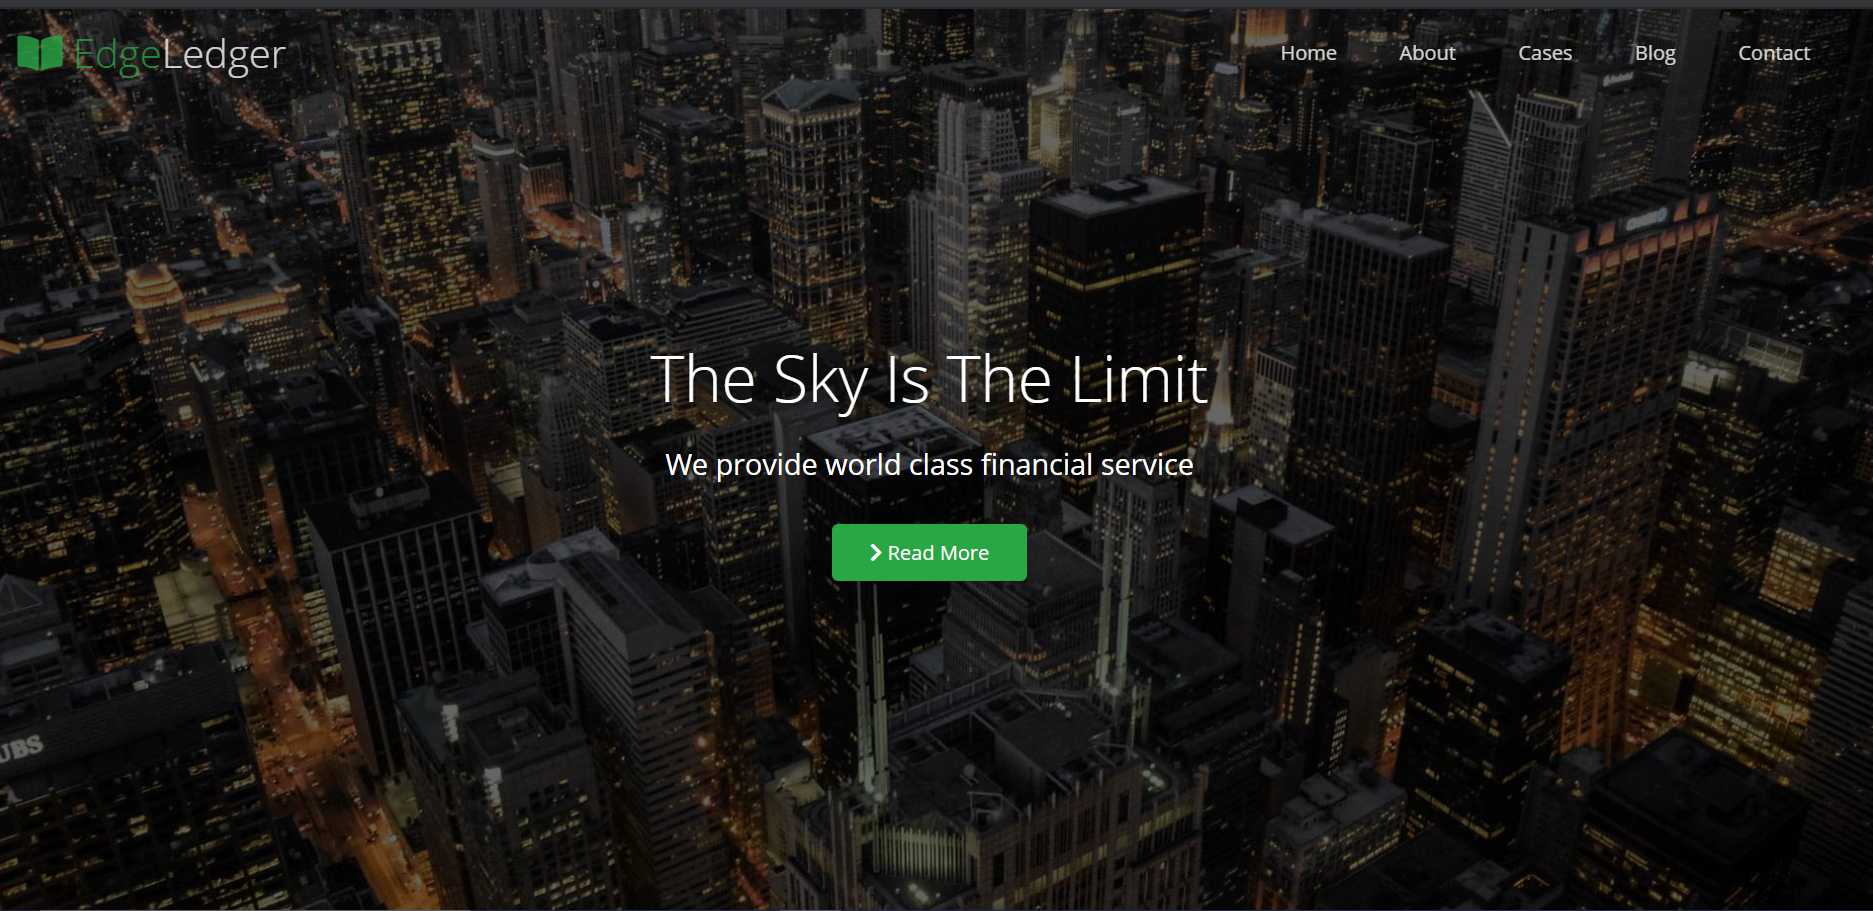 EdgeLedger
Home About Cases Blog Contact
The Sky Is The Limit
We provide world class financial service
Read More
UBS